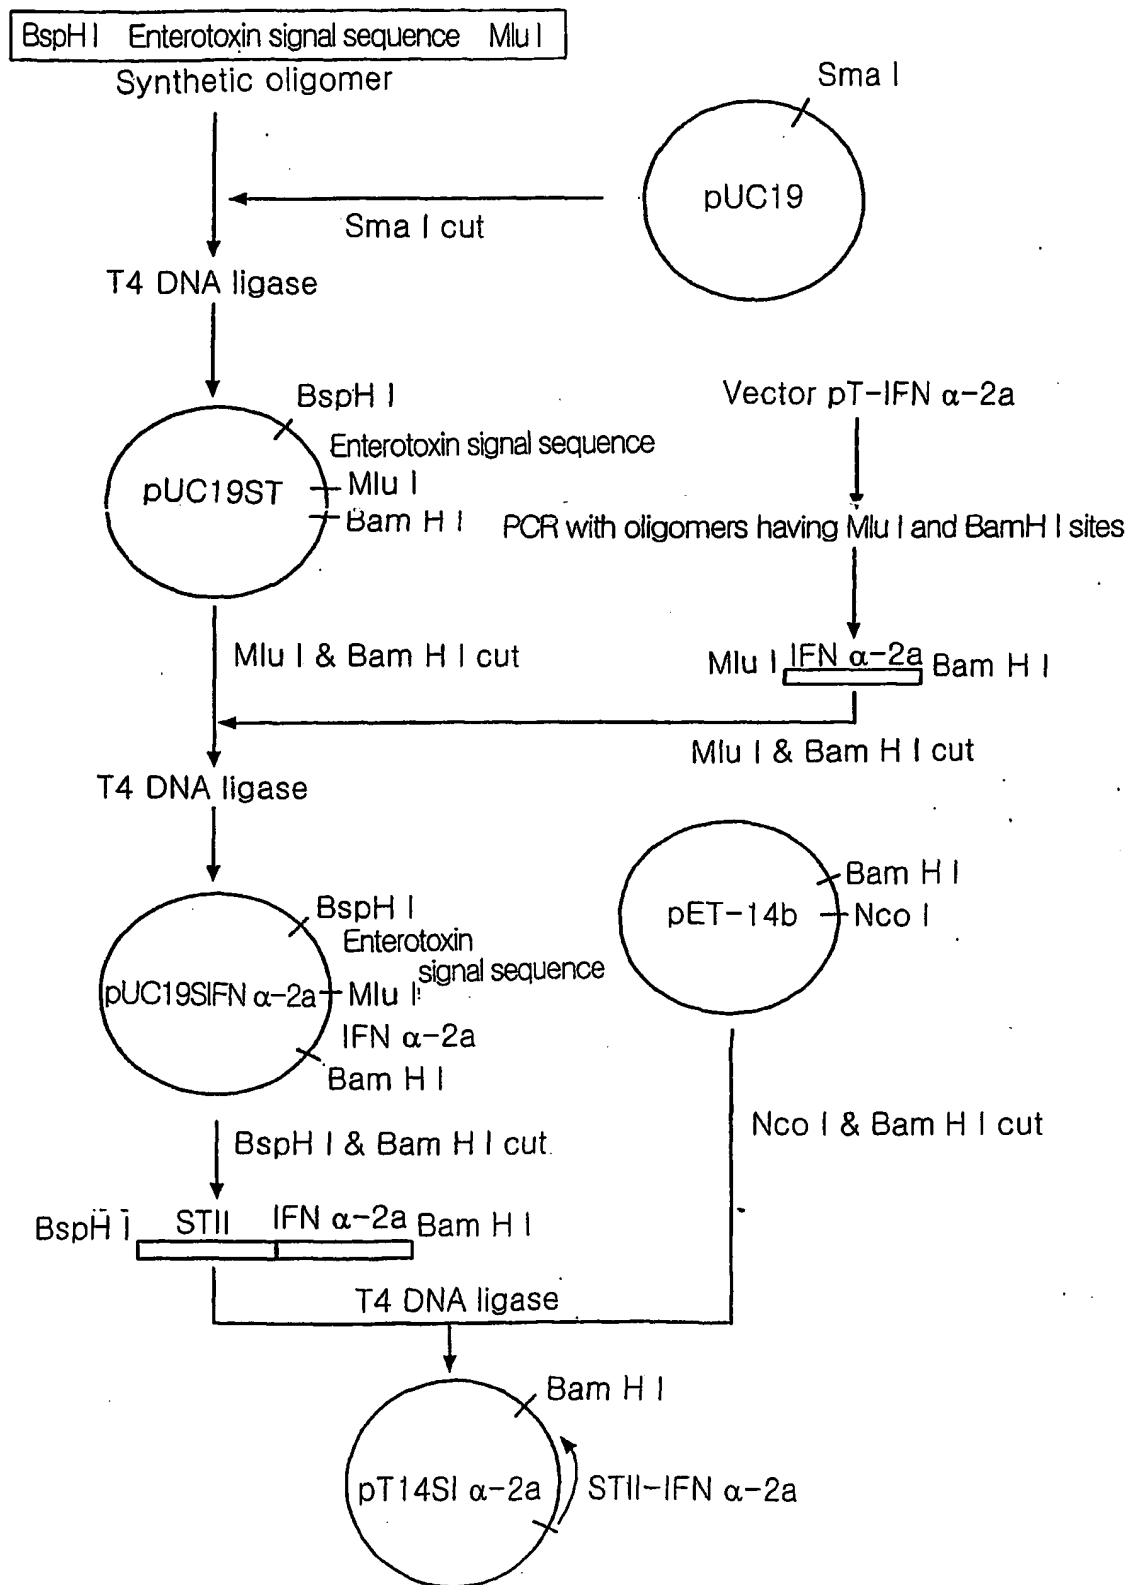 BspH I Enterotoxin signal sequence Mlu I
Synthetic oligomer
Sma I
pUC19
Sma I cut
T4 DNA ligase
BspH I
Enterotoxin signal sequence
pUC19ST
Mlu I
Bam H I
Vector pT-IFN α-2a
PCR with oligomers having Mlu I and BamH I sites
Mlu I & Bam H I cut
Mlu I IFN α-2a Bam H I
Mlu I & Bam H I cut
T4 DNA ligase
BspH I
Enterotoxin
signal sequence
pUC19SIFN α-2a
Mlu I
IFN α-2a
Bam H I
Bam H I
pET-14b
Nco I
BspH I & Bam H I cut
Nco I & Bam H I cut
BspH I STII IFN α-2a Bam H I
T4 DNA ligase
Bam H I
pT14SI α-2a
STII-IFN α-2a